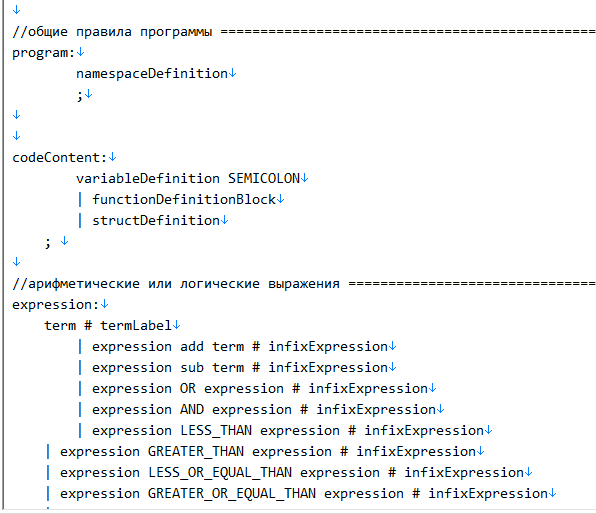 ↓
//общие правила программы ===============================================
program:↓
namespaceDefinition↓
;↓
↓
↓
codeContent:↓
variableDefinition SEMICOLON↓
| functionDefinitionBlock↓
| structDefinition↓
; ↓
↓
//арифметические или логические выражения ===============================
expression:↓
term # termLabel↓
| expression add term # infixExpression↓
| expression sub term # infixExpression↓
| expression OR expression # infixExpression↓
| expression AND expression # infixExpression↓
| expression LESS_THAN expression # infixExpression↓
| expression GREATER_THAN expression # infixExpression↓
| expression LESS_OR_EQUAL_THAN expression # infixExpression↓
| expression GREATER_OR_EQUAL_THAN expression # infixExpression↓